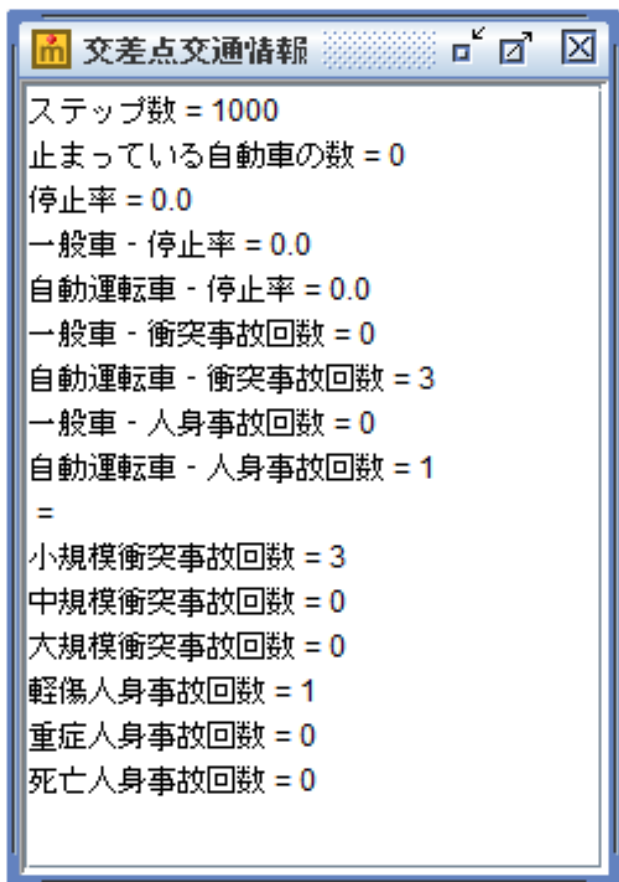 交差点交通情報
ステップ数 = 1000
止まっている自動車の数 = 0
停止率 = 0.0
一般車 - 停止率 = 0.0
自動運転車 - 停止率 = 0.0
一般車 - 衝突事故回数 = 0
自動運転車 - 衝突事故回数 = 3
一般車 - 人身事故回数 = 0
自動運転車 - 人身事故回数 = 1
=
小規模衝突事故回数 = 3
中規模衝突事故回数 = 0
大規模衝突事故回数 = 0
軽傷人身事故回数 = 1
重症人身事故回数 = 0
死亡人身事故回数 = 0